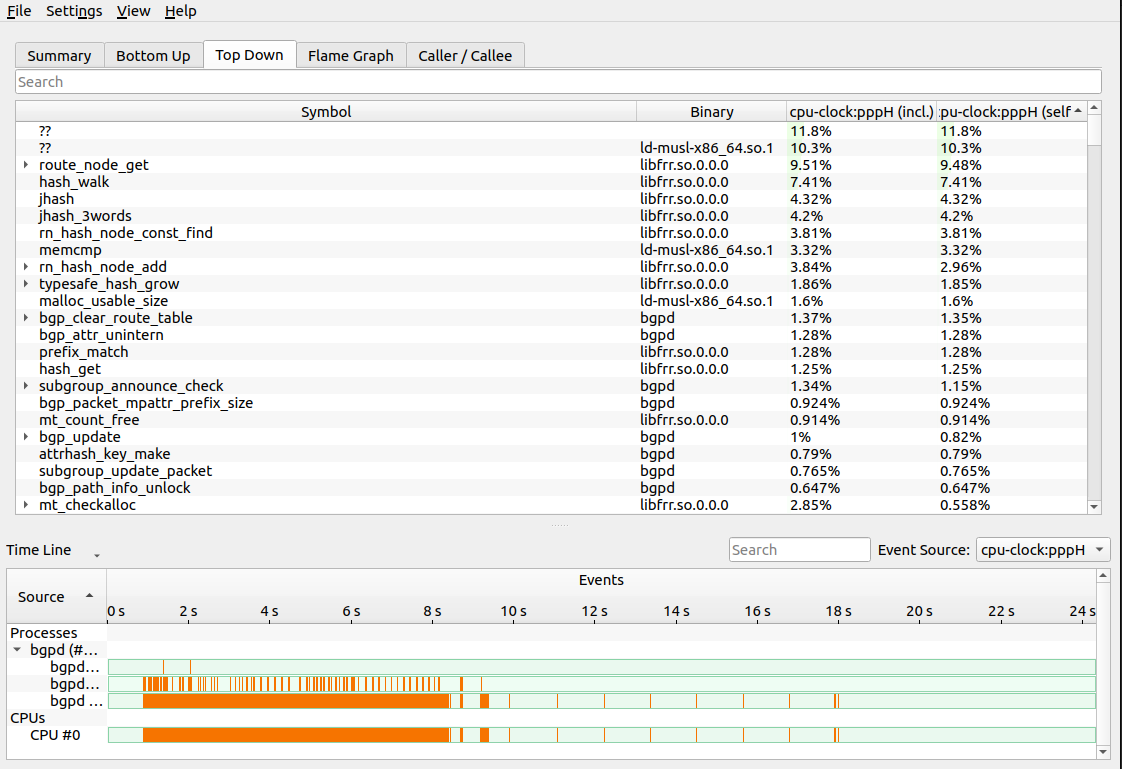 File Settings View Help
Summary Bottom Up Top Down Flame Graph Caller / Callee
Search
Symbol Binary cpu-clock:pppH (incl.) :pu-clock:pppH (self
?? 11.8% 11.8%
?? ld-musl-x86_64.so.1 10.3% 10.3%
route_node_get libfrr.so.0.0.0 9.51% 9.48%
hash_walk libfrr.so.0.0.0 7.41% 7.41%
jhash libfrr.so.0.0.0 4.32% 4.32%
jhash_3words libfrr.so.0.0.0 4.2% 4.2%
rn_hash_node_const_find libfrr.so.0.0.0 3.81% 3.81%
memcmp ld-musl-x86_64.so.1 3.32% 3.32%
rn_hash_node_add libfrr.so.0.0.0 3.84% 2.96%
typesafe_hash_grow libfrr.so.0.0.0 1.86% 1.85%
malloc_usable_size ld-musl-x86_64.so.1 1.6% 1.6%
bgp_clear_route_table bgpd 1.37% 1.35%
bgp_attr_unintern bgpd 1.28% 1.28%
prefix_match libfrr.so.0.0.0 1.28% 1.28%
hash_get libfrr.so.0.0.0 1.25% 1.25%
subgroup_announce_check bgpd 1.34% 1.15%
bgp_packet_mpattr_prefix_size bgpd 0.924% 0.924%
mt_count_free libfrr.so.0.0.0 0.914% 0.914%
bgp_update bgpd 1% 0.82%
attrhash_key_make bgpd 0.79% 0.79%
subgroup_update_packet bgpd 0.765% 0.765%
bgp_path_info_unlock bgpd 0.647% 0.647%
mt_checkalloc libfrr.so.0.0.0 2.85% 0.558%
Time Line Search Event Source: cpu-clock:pppH
Source Events
0 s 2 s 4 s 6 s 8 s 10 s 12 s 14 s 16 s 18 s 20 s 22 s 24 s
Processes
bgpd (#...
bgpd...
bgpd...
bgpd ...
CPUs
CPU #0